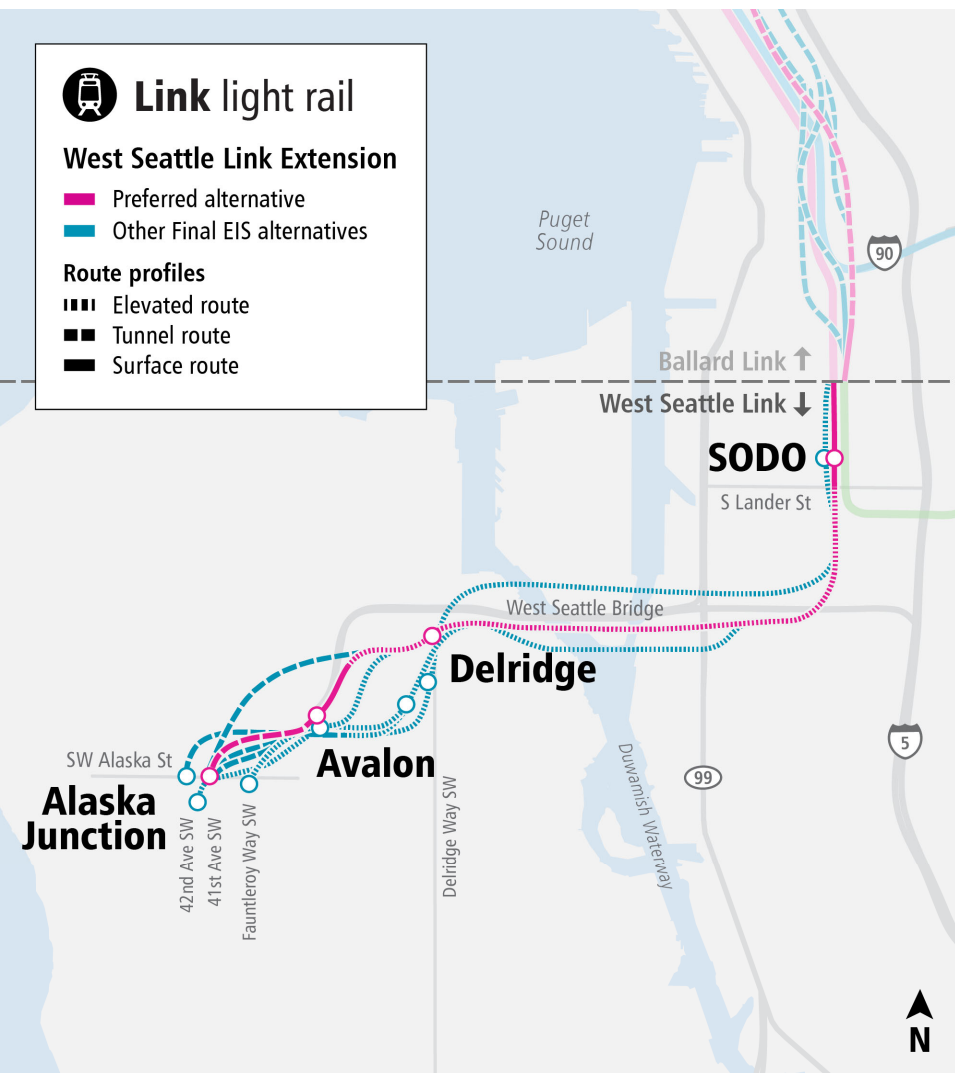 Link light rail
West Seattle Link Extension
Preferred alternative
Other Final EIS alternatives
Route profiles
Elevated route
Tunnel route
Surface route
Puget
Sound
90
Ballard Link
West Seattle Link
SODO
S Lander St
West Seattle Bridge
Delridge
Avalon
SW Alaska St
Alaska
Junction
42nd Ave SW
41st Ave SW
Fauntleroy Way SW
Delridge Way SW
Duwamish Waterway
99
5
N